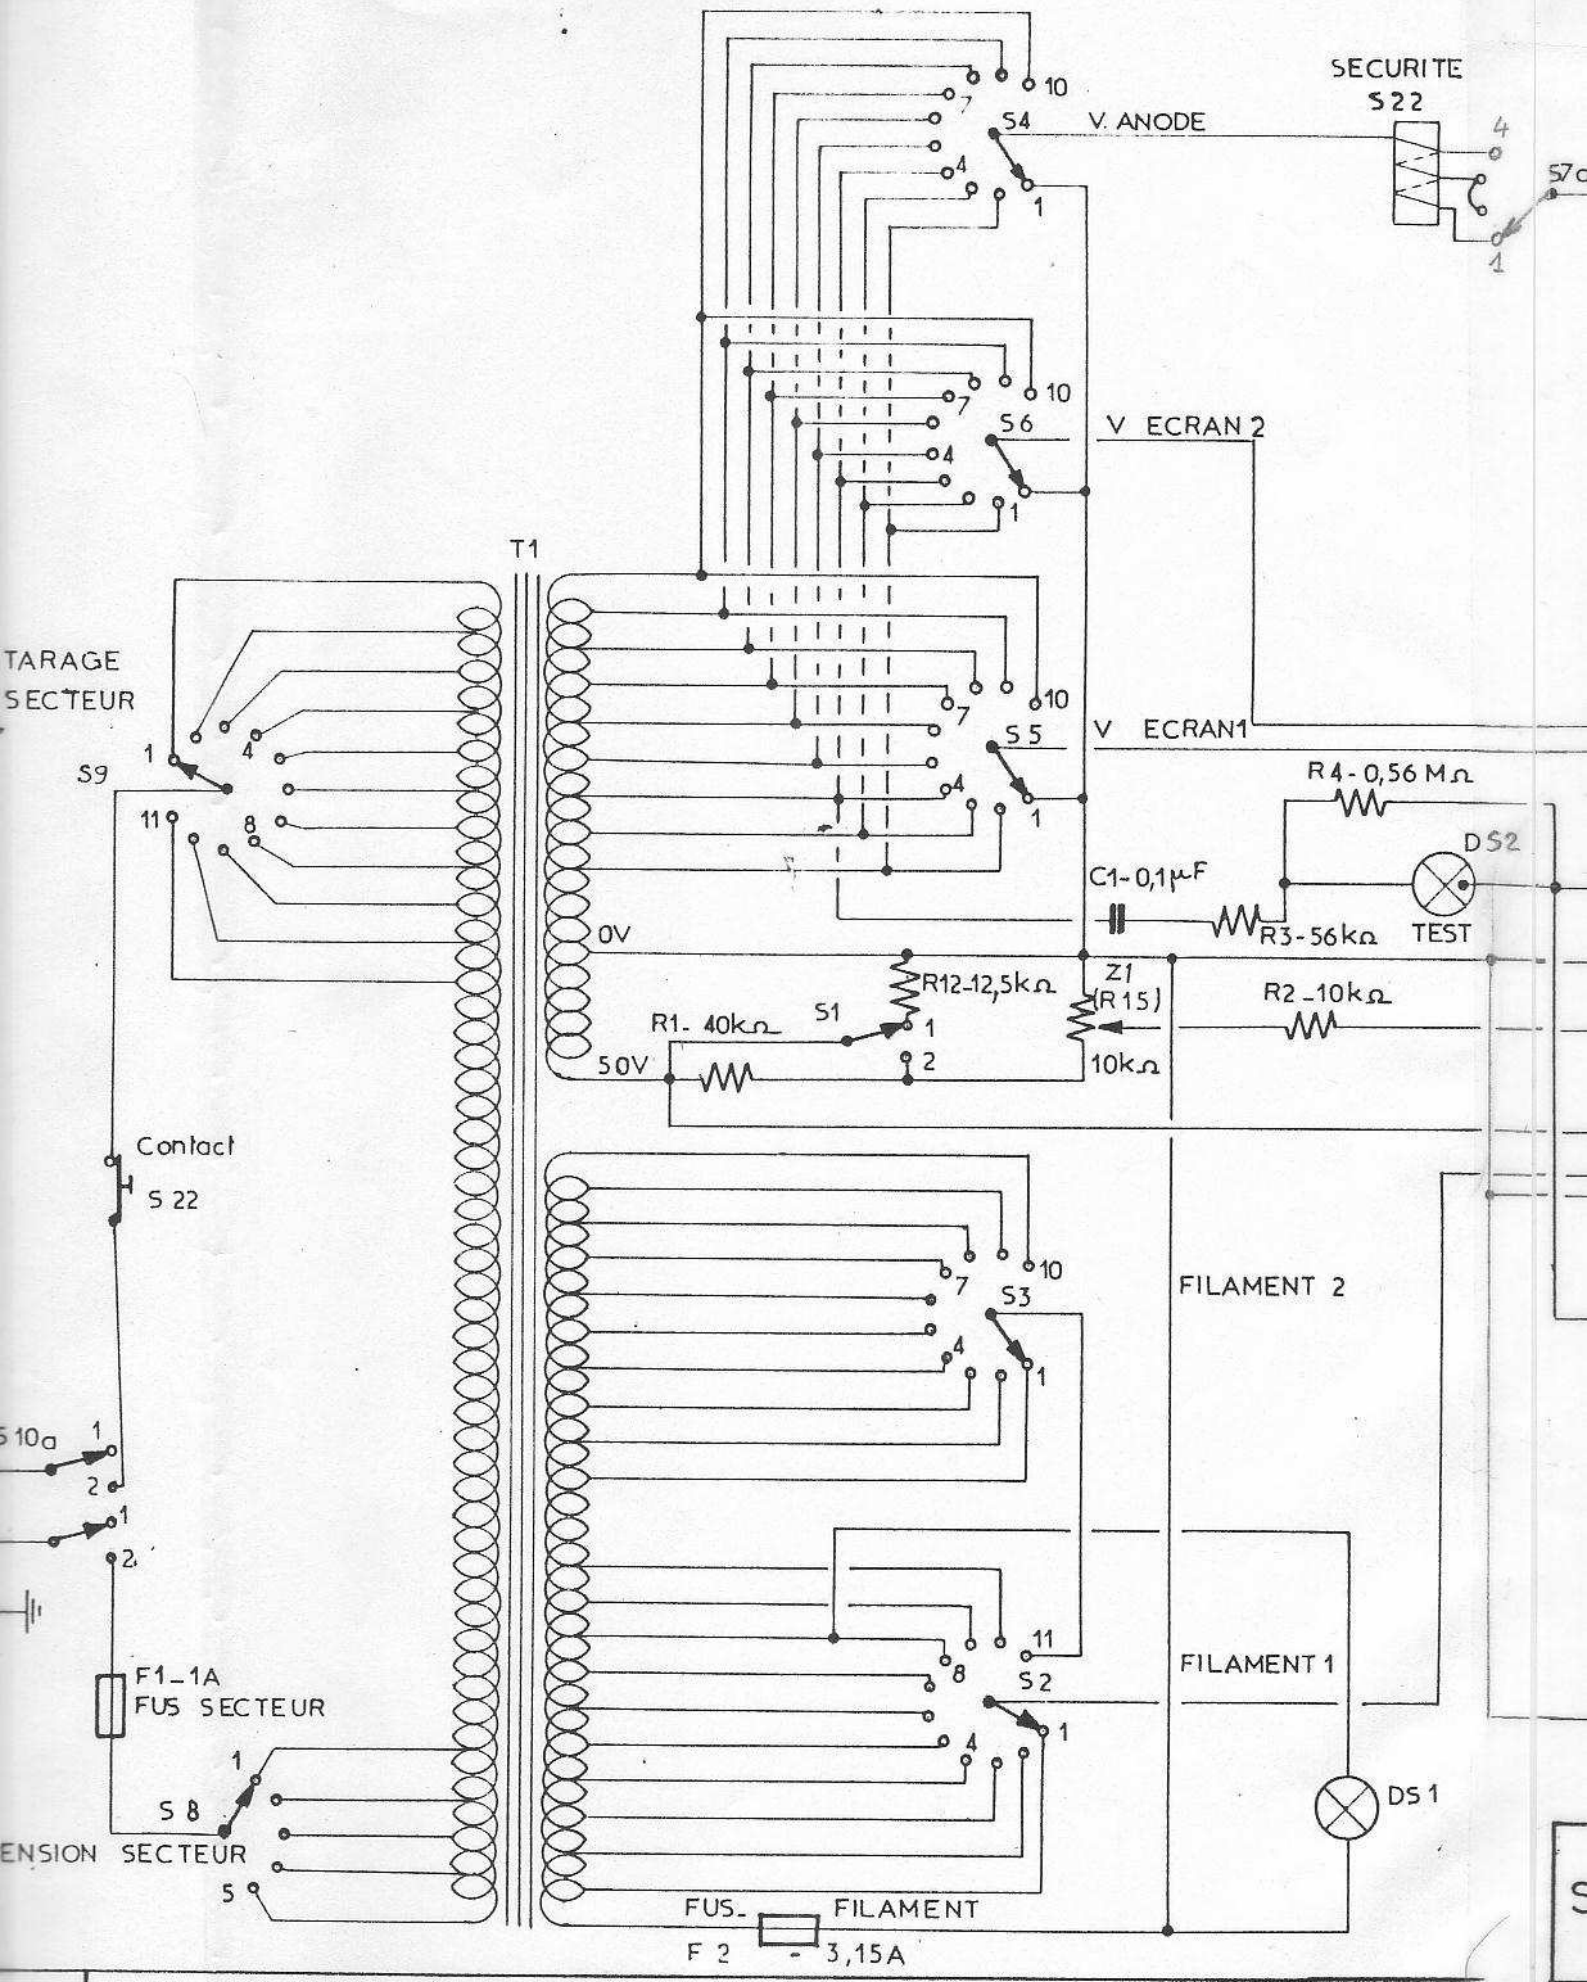 SECURITE
S22
10
7
S4
V. ANODE
4
4
1
1
10
7
S6
V ECRAN 2
4
1
T1
TARAGE
SECTEUR
10
7
S5
V ECRAN1
4
1
1
4
S9
11
8
R4-0,56 MΩ
DS2
C1-0,1µF
R3-56kΩ
TEST
0V
R12-12,5kΩ
Z1
(R15)
R2-10kΩ
R1-40kΩ
S1
1
2
50V
10kΩ
Contact
S 22
10
7
S3
4
1
FILAMENT 2
S10a
1
2
1
2
11
8
S2
FILAMENT 1
4
1
F1-1A
FUS SECTEUR
1
S 8
ENSION SECTEUR
5
DS1
FUS- FILAMENT
F 2 - 3,15A
S